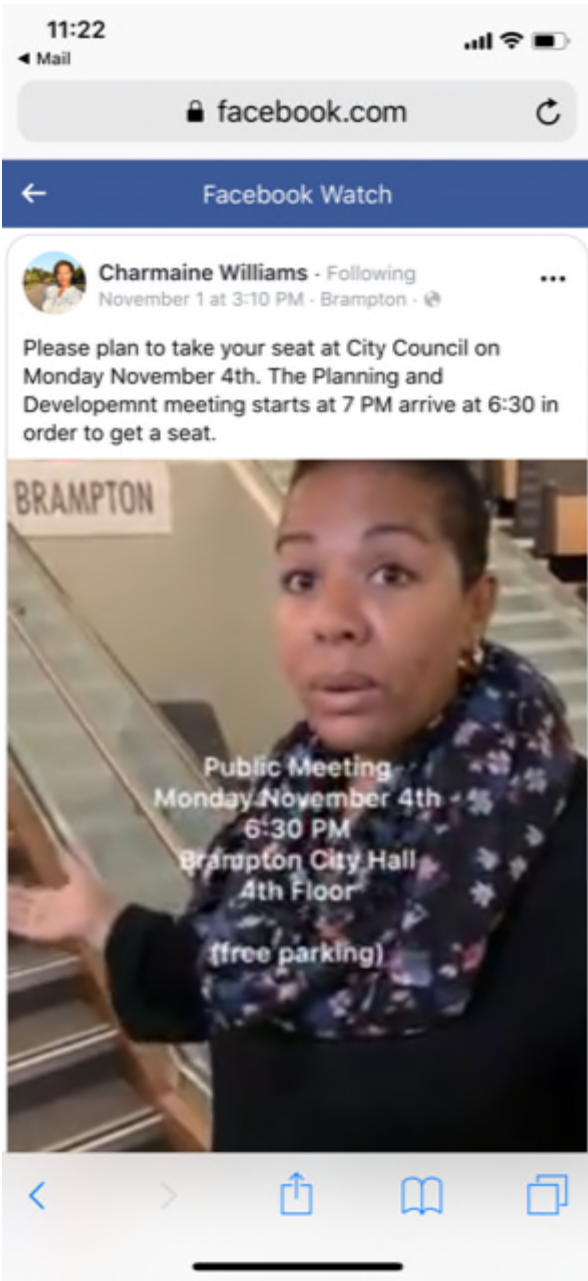 11:22
◀ Mail
facebook.com
Facebook Watch
Charmaine Williams · Following
November 1 at 3:10 PM · Brampton ·
Please plan to take your seat at City Council on
Monday November 4th. The Planning and
Developemnt meeting starts at 7 PM arrive at 6:30 in
order to get a seat.
BRAMPTON
Public Meeting
Monday November 4th
6:30 PM
Brampton City Hall
4th Floor
(free parking)